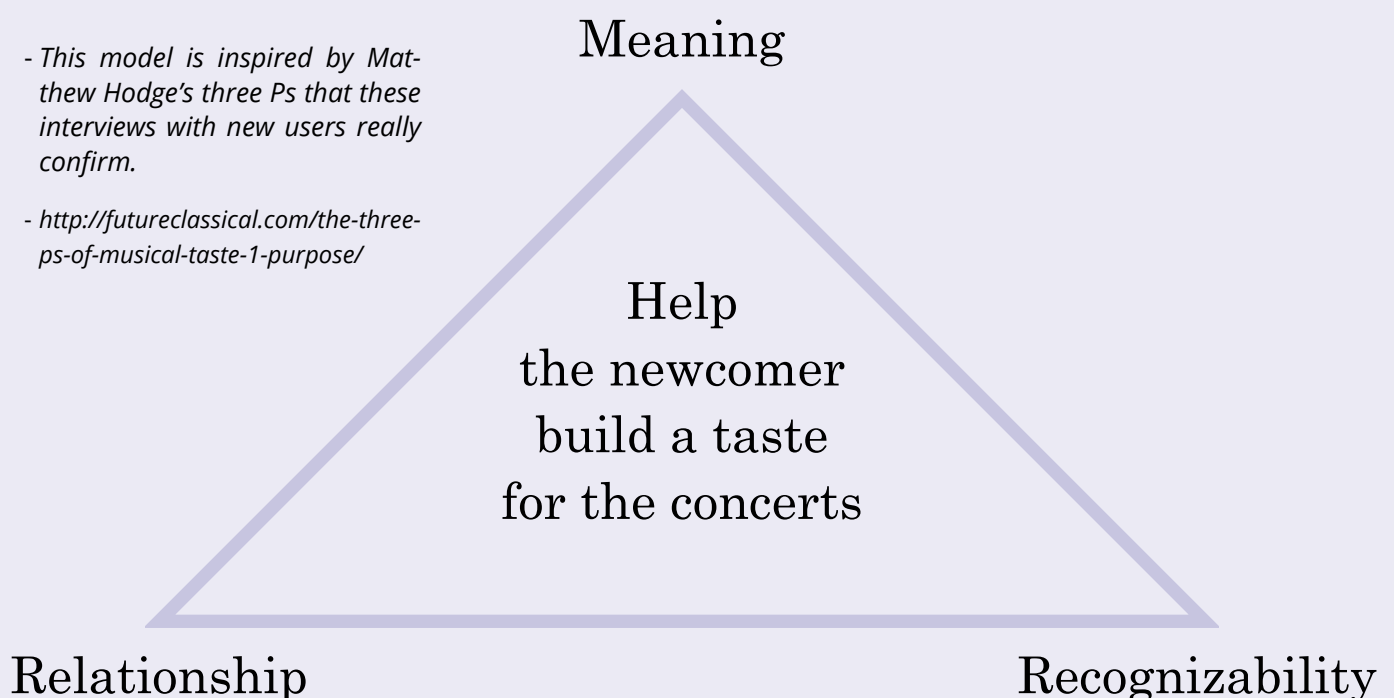 Meaning
- This model is inspired by Mat-
thew Hodge’s three Ps that these
interviews with new users really
confirm.
- http://futureclassical.com/the-three-
ps-of-musical-taste-1-purpose/
Help
the newcomer
build a taste
for the concerts
Relationship
Recognizability